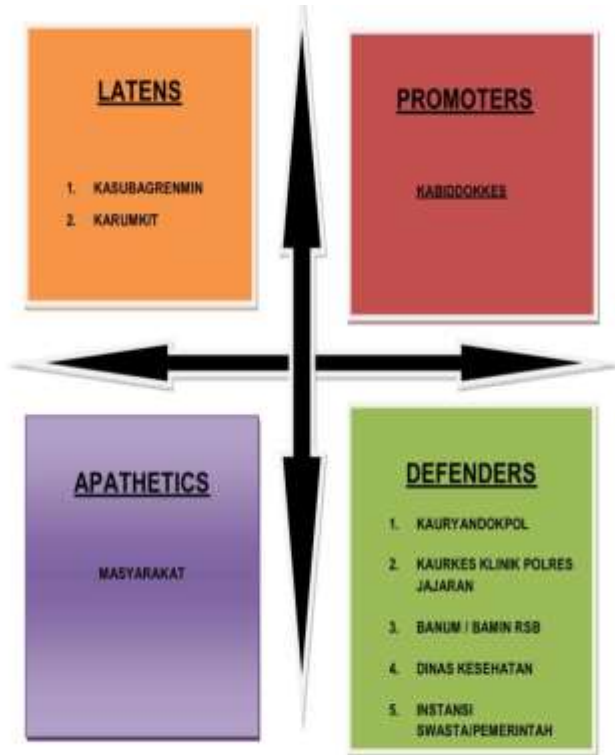 LATENS
1. KASUBAGRENMIN
2. KARUMKIT
PROMOTERS
KABIDDOKKES
APATHETICS
MASYARAKAT
DEFENDERS
1. KAURYANDOKPOL
2. KAURKES KLINIK POLRES
JAJARAN
3. BANUM / BAMIN RSB
4. DINAS KESEHATAN
5. INSTANSI
SWASTA/PEMERINTAH